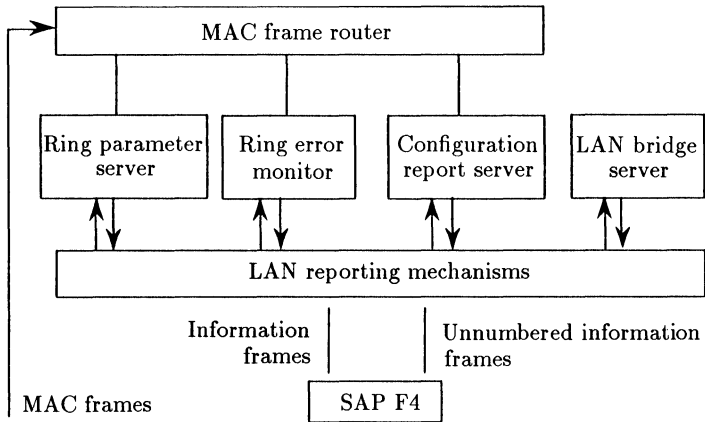 MAC frame router
Ring parameter
server
Ring error
monitor
Configuration
report server
LAN bridge
server
LAN reporting mechanisms
Information
frames
Unnumbered information
frames
MAC frames
SAP F4